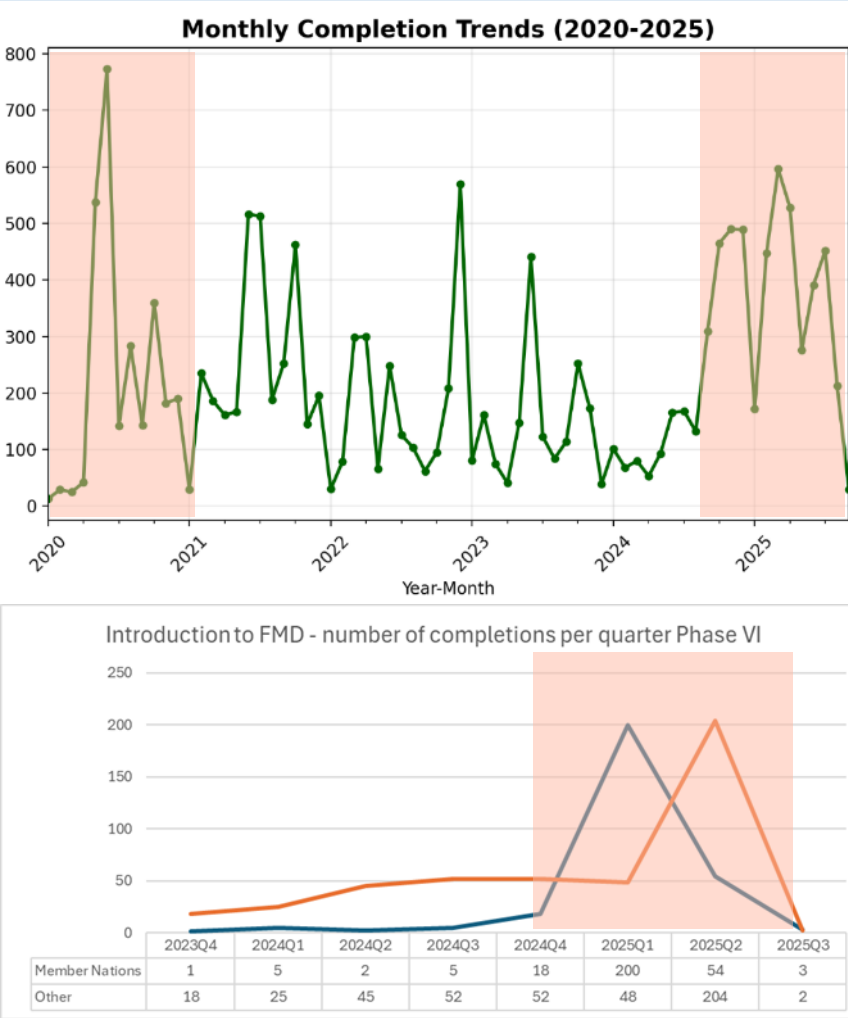 Monthly Completion Trends (2020-2025)
800
700
600
500
400
300
200
100
0
2020 2021 2022 2023 2024 2025
Year-Month
Introduction to FMD - number of completions per quarter Phase VI
250
200
150
100
50
0
2023Q4 2024Q1 2024Q2 2024Q3 2024Q4 2025Q1 2025Q2 2025Q3
Member Nations 1 5 2 5 18 200 54 3
Other 18 25 45 52 52 48 204 2